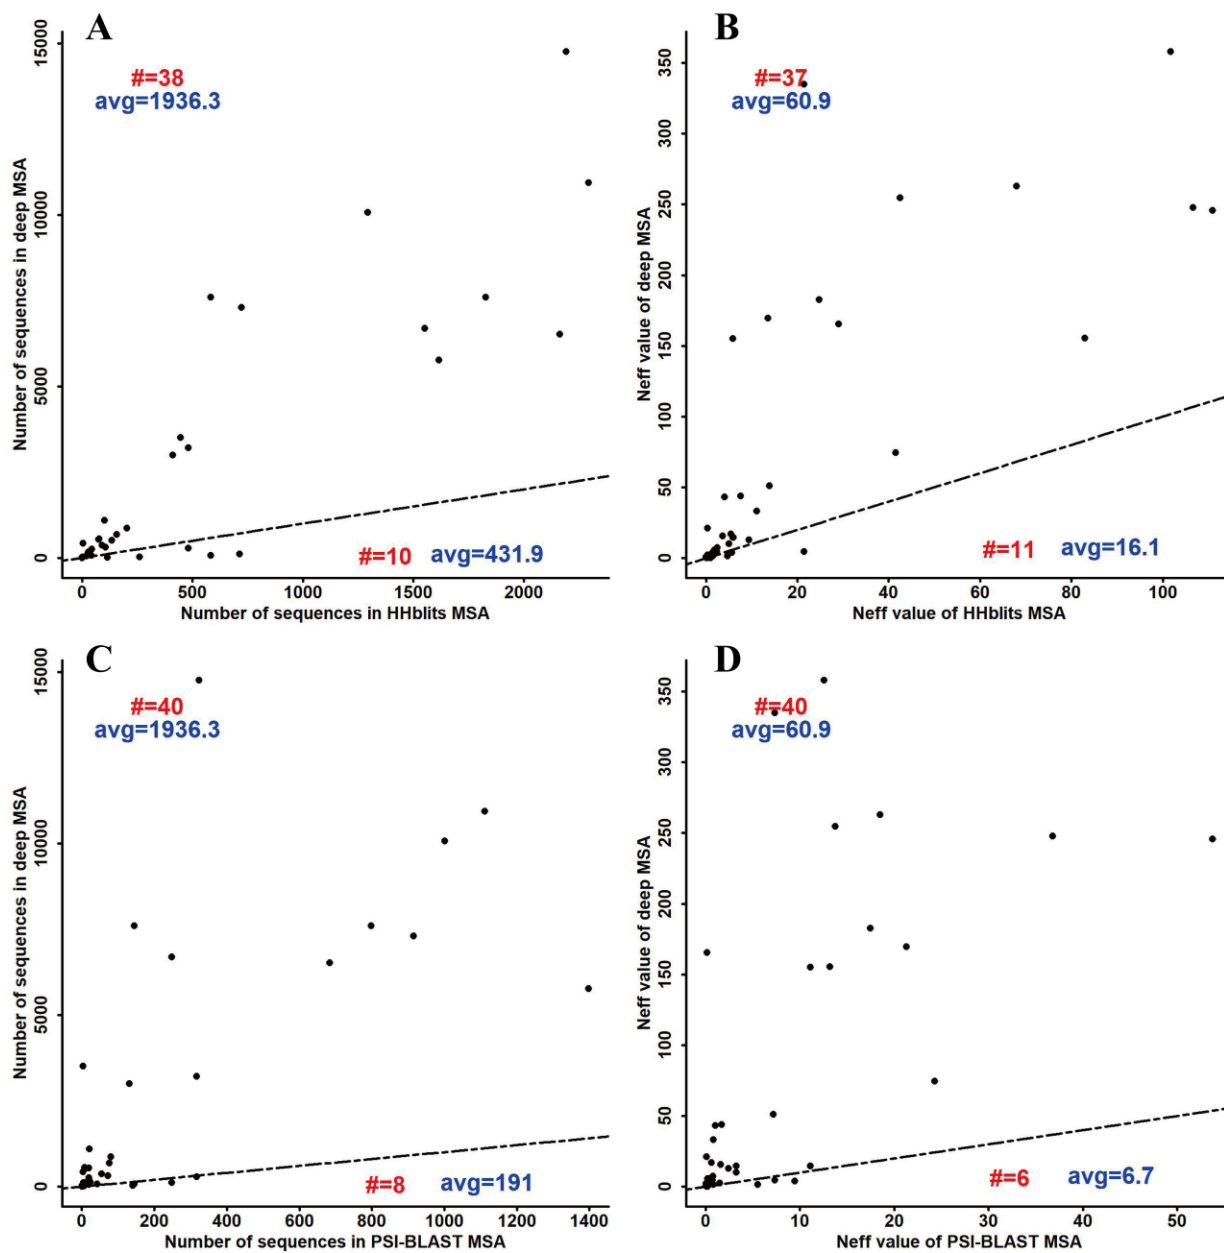 A
#=38
avg=1936.3
Number of sequences in deep MSA
0
5000
10000
15000
#=10 avg=431.9
0 500 1000 1500 2000
Number of sequences in HHblits MSA
B
#=37
avg=60.9
Neff value of deep MSA
0
50
100
150
200
250
300
350
#=11 avg=16.1
0 20 40 60 80 100
Neff value of HHblits MSA
C
#=40
avg=1936.3
Number of sequences in deep MSA
0
5000
10000
15000
#=8 avg=191
0 200 400 600 800 1000 1200 1400
Number of sequences in PSI-BLAST MSA
D
#=40
avg=60.9
Neff value of deep MSA
0
50
100
150
200
250
300
350
#=6 avg=6.7
0 10 20 30 40 50
Neff value of PSI-BLAST MSA